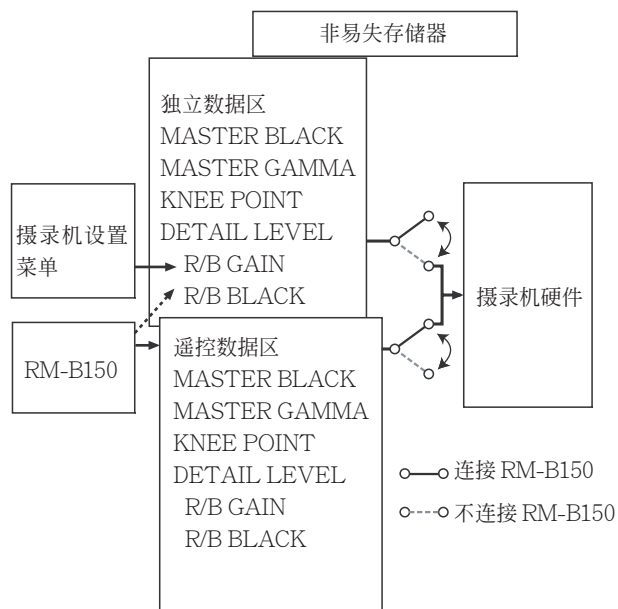 非易失存储器
独立数据区
MASTER BLACK
MASTER GAMMA
KNEE POINT
DETAIL LEVEL
R/B GAIN
R/B BLACK
摄录机设置
菜单
RM-B150
遥控数据区
MASTER BLACK
MASTER GAMMA
KNEE POINT
DETAIL LEVEL
R/B GAIN
R/B BLACK
摄录机硬件
连接 RM-B150
不连接 RM-B150